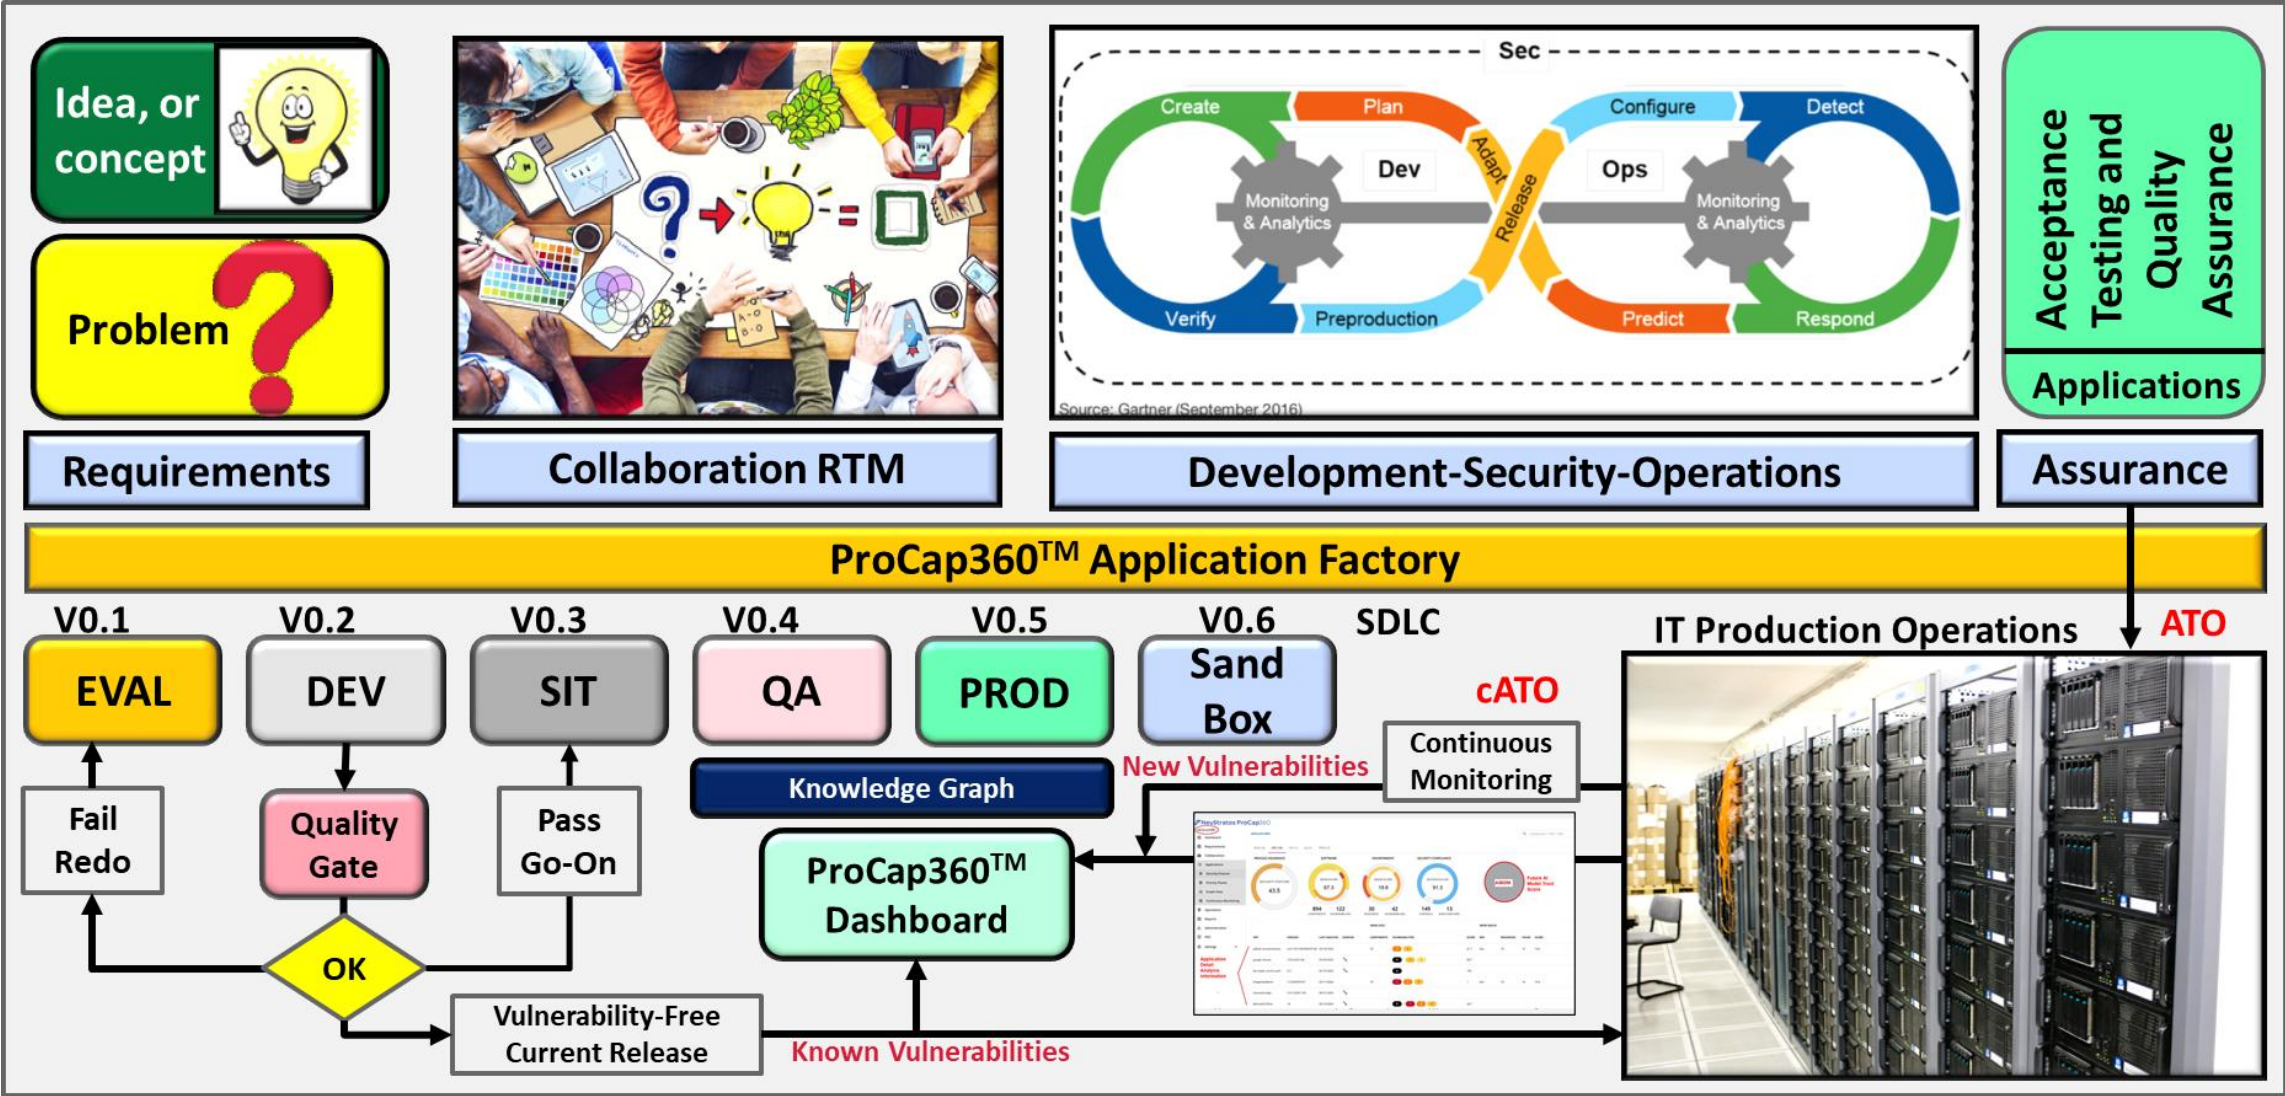 Idea, or
concept
Problem
Requirements
Collaboration RTM
Sec
Create
Plan
Adapt
Configure
Detect
Dev
Ops
Release
Monitoring
& Analytics
Monitoring
& Analytics
Verify
Preproduction
Predict
Respond
Source: Gartner (September 2016)
Development-Security-Operations
Acceptance
Testing and
Quality
Assurance
Applications
Assurance
ProCap360TM Application Factory
V0.1
V0.2
V0.3
V0.4
V0.5
V0.6
SDLC
IT Production Operations
ATO
EVAL
DEV
SIT
QA
PROD
Sand
Box
cATO
Continuous
Monitoring
New Vulnerabilities
Knowledge Graph
Fail
Redo
Quality
Gate
Pass
Go-On
ProCap360TM
Dashboard
OK
Vulnerability-Free
Current Release
Known Vulnerabilities